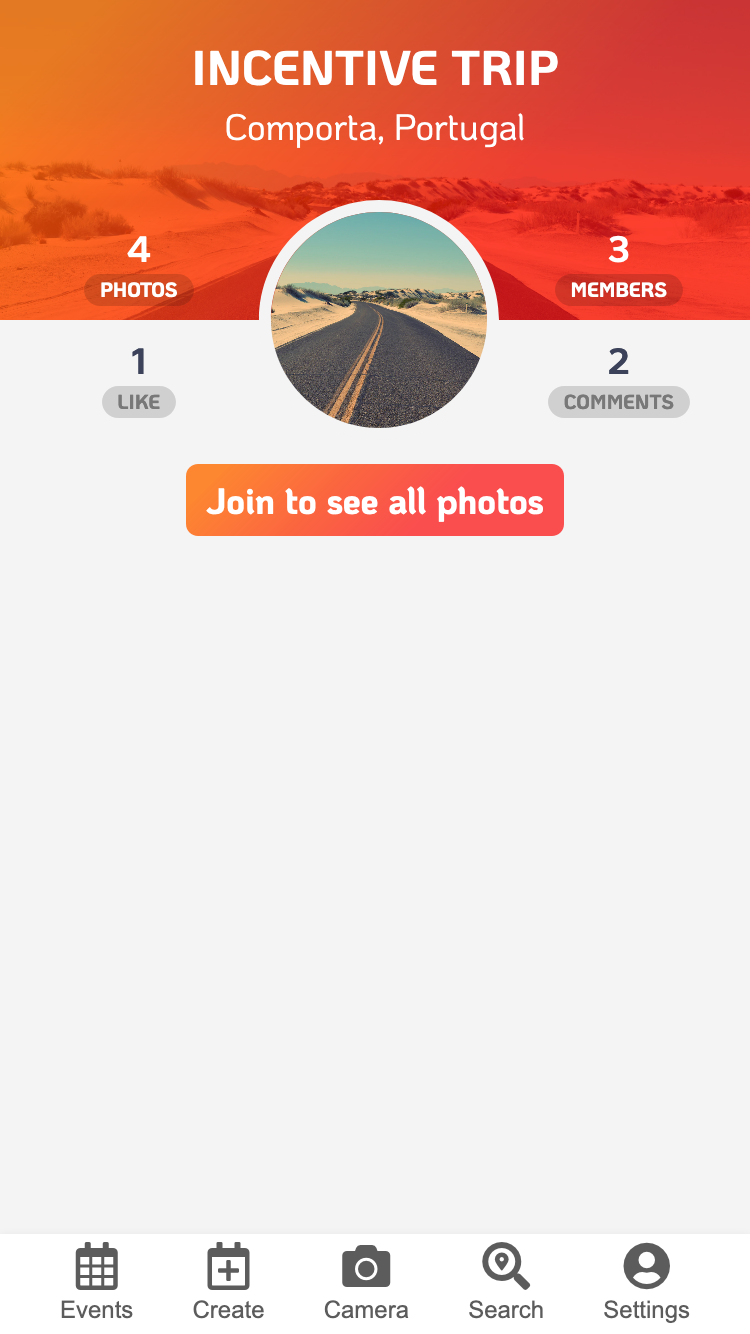 INCENTIVE TRIP
Comporta, Portugal
4
PHOTOS
3
MEMBERS
1
LIKE
2
COMMENTS
Join to see all photos
Events
Create
Camera
Search
Settings